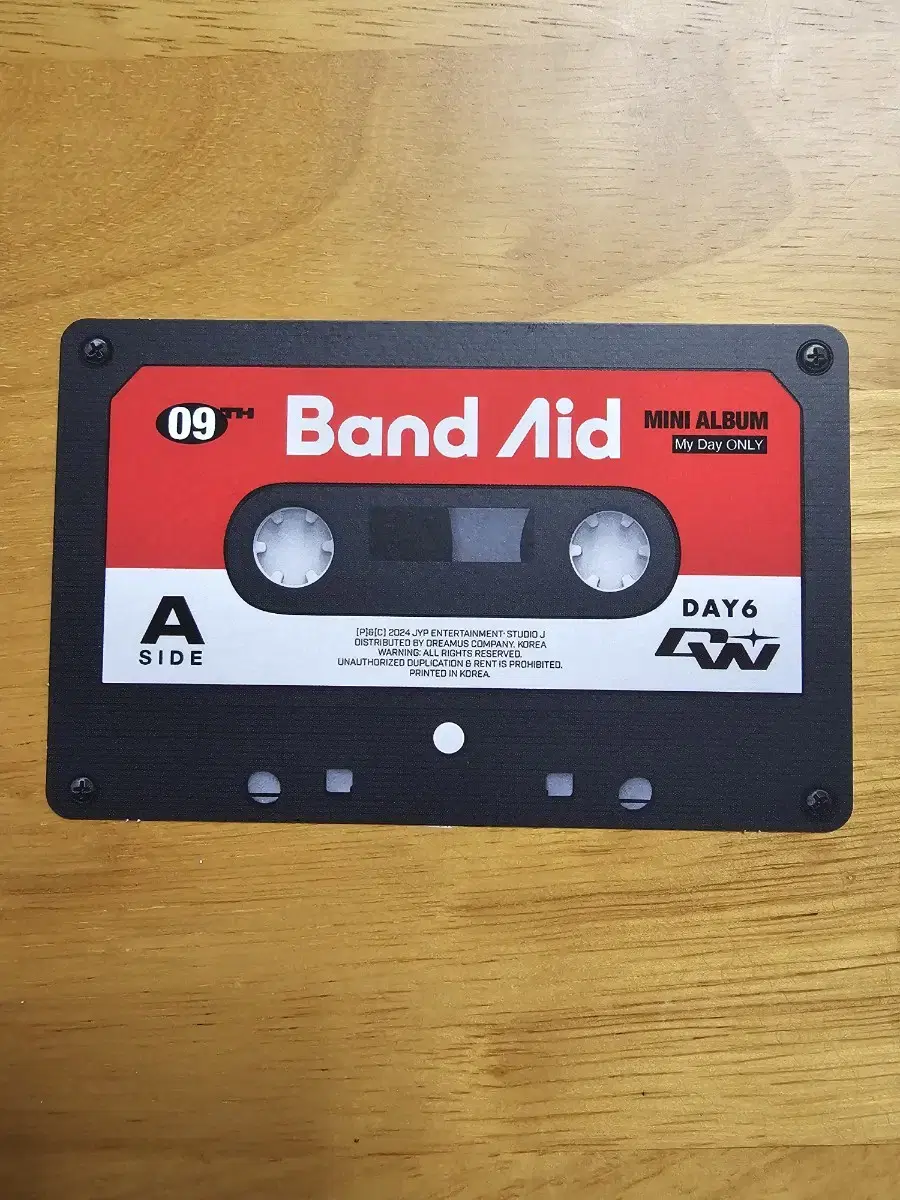 09TH
Band Aid
MINI ALBUM
My Day ONLY
A
SIDE
[P]&[C] 2024 JYP ENTERTAINMENT· STUDIO J
DISTRIBUTED BY DREAMUS COMPANY. KOREA
WARNING: ALL RIGHTS RESERVED.
UNAUTHORIZED DUPLICATION & RENT IS PROHIBITED.
PRINTED IN KOREA.
DAY6